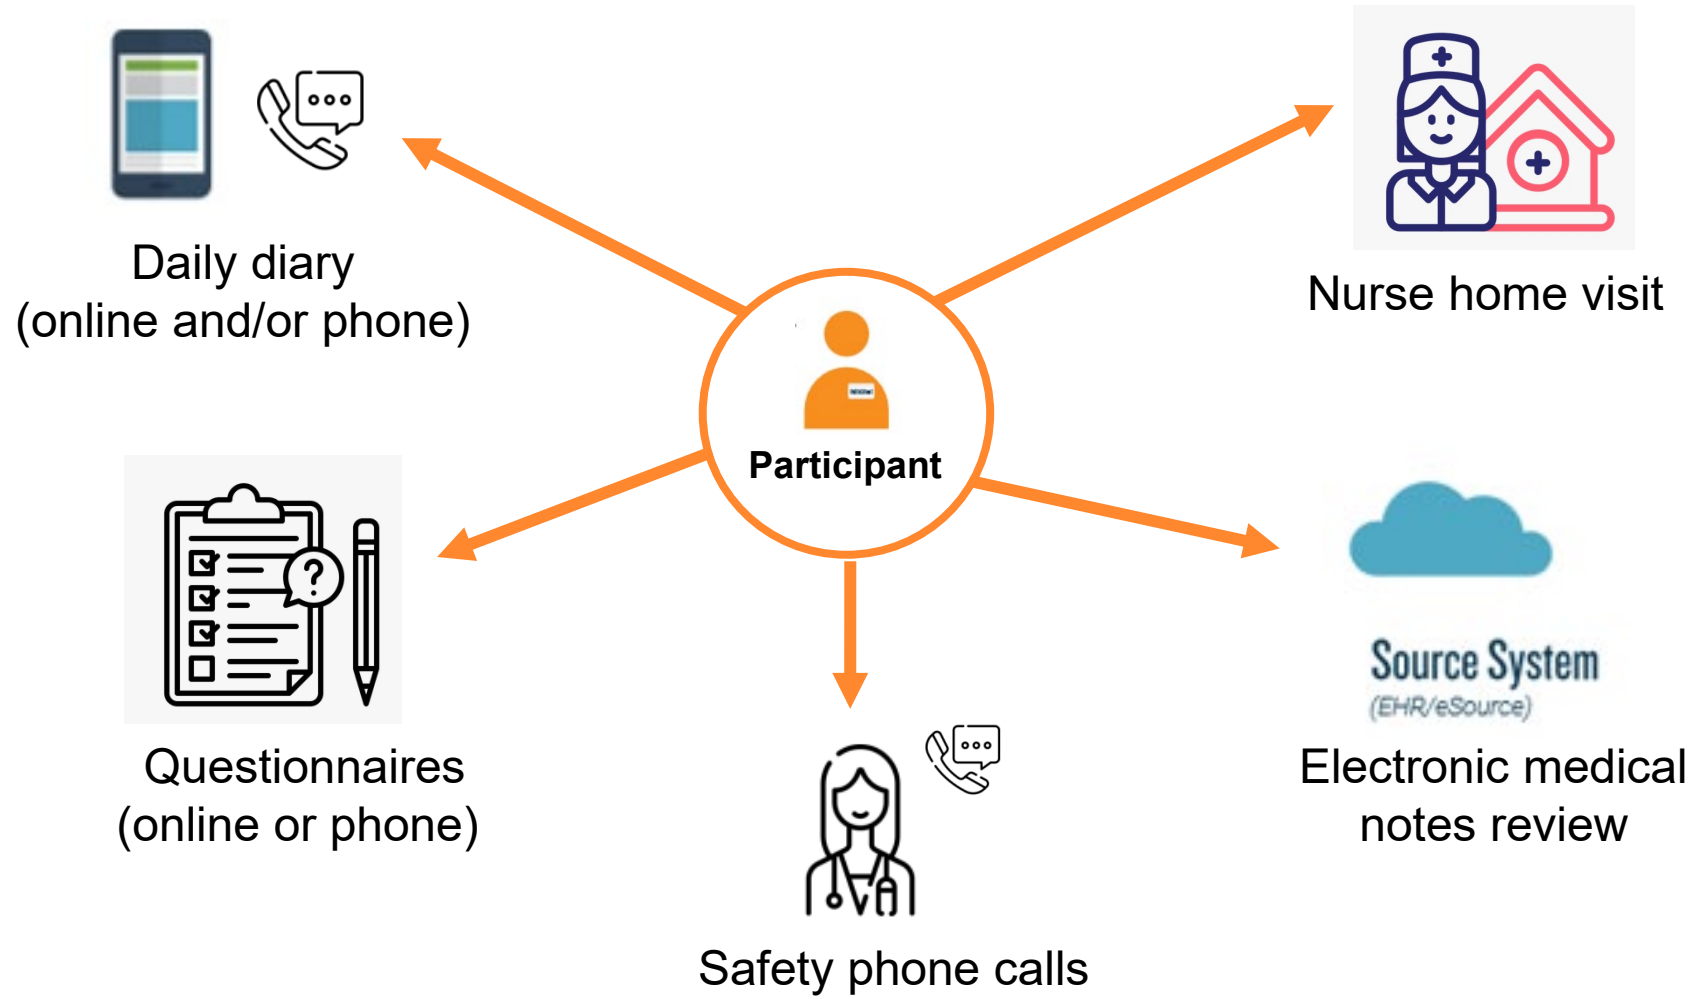 Daily diary
(online and/or phone)
Nurse home visit
Participant
Questionnaires
(online or phone)
Source System
(EHR/eSource)
Electronic medical
notes review
Safety phone calls